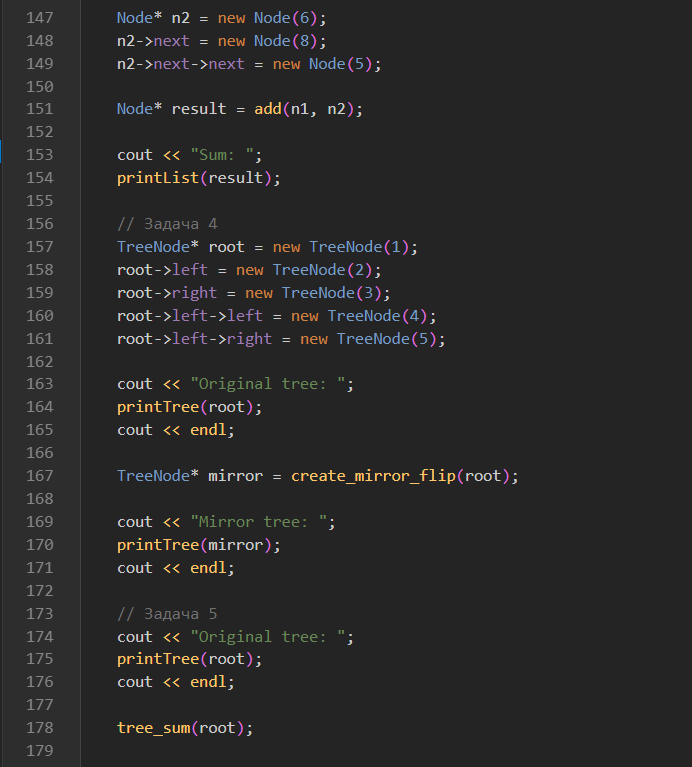 147 Node* n2 = new Node(6);
148 n2->next = new Node(8);
149 n2->next->next = new Node(5);
150
151 Node* result = add(n1, n2);
152
153 cout << "Sum: ";
154 printList(result);
155
156 // Задача 4
157 TreeNode* root = new TreeNode(1);
158 root->left = new TreeNode(2);
159 root->right = new TreeNode(3);
160 root->left->left = new TreeNode(4);
161 root->left->right = new TreeNode(5);
162
163 cout << "Original tree: ";
164 printTree(root);
165 cout << endl;
166
167 TreeNode* mirror = create_mirror_flip(root);
168
169 cout << "Mirror tree: ";
170 printTree(mirror);
171 cout << endl;
172
173 // Задача 5
174 cout << "Original tree: ";
175 printTree(root);
176 cout << endl;
177
178 tree_sum(root);
179